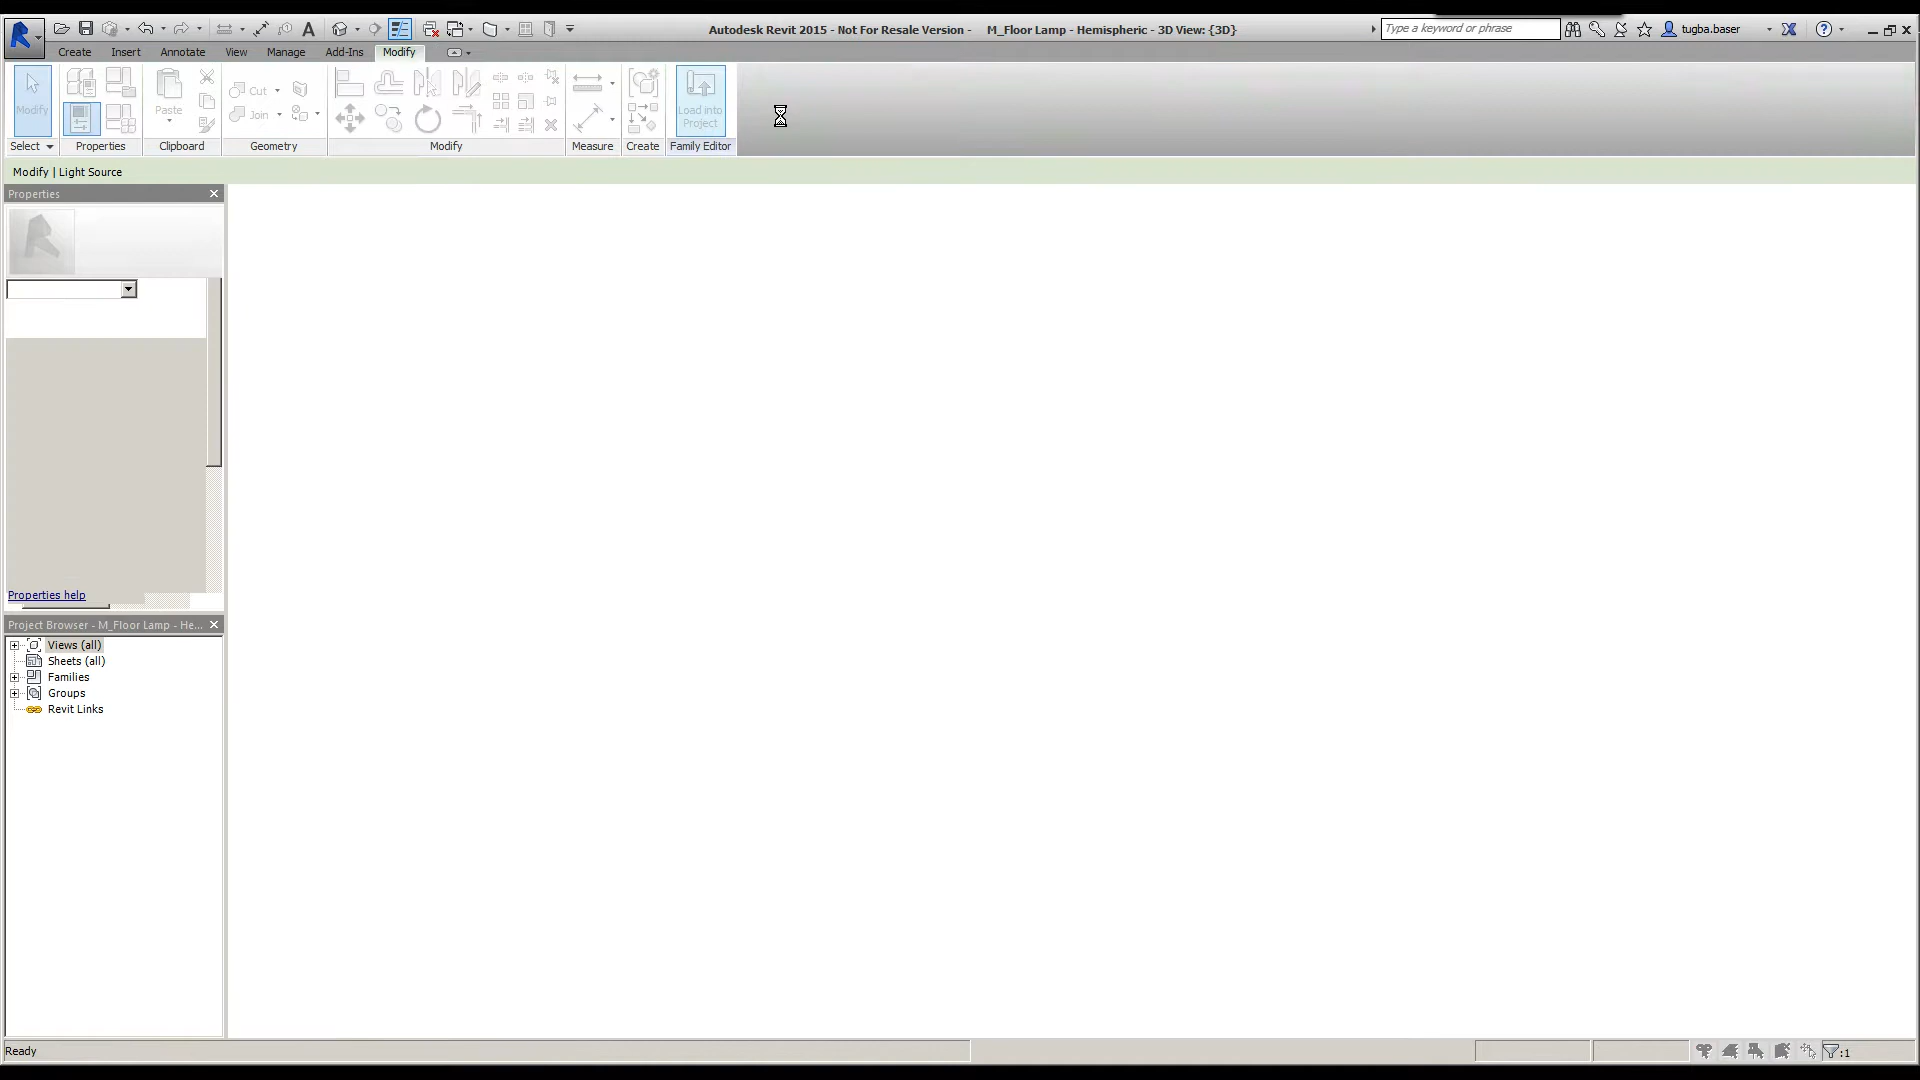 Autodesk Revit 2015 - Not For Resale Version - M_Floor Lamp - Hemispheric - 3D View: {3D}
Type a keyword or phrase
tugba.baser
Create Insert Annotate View Manage Add-Ins Modify
Modify
Paste
Cut
Join
Load into
Project
Select Properties Clipboard Geometry Modify Measure Create Family Editor
Modify | Light Source
Properties
Properties help
Project Browser - M_Floor Lamp - He...
Views (all)
Sheets (all)
Families
Groups
Revit Links
Ready
:1